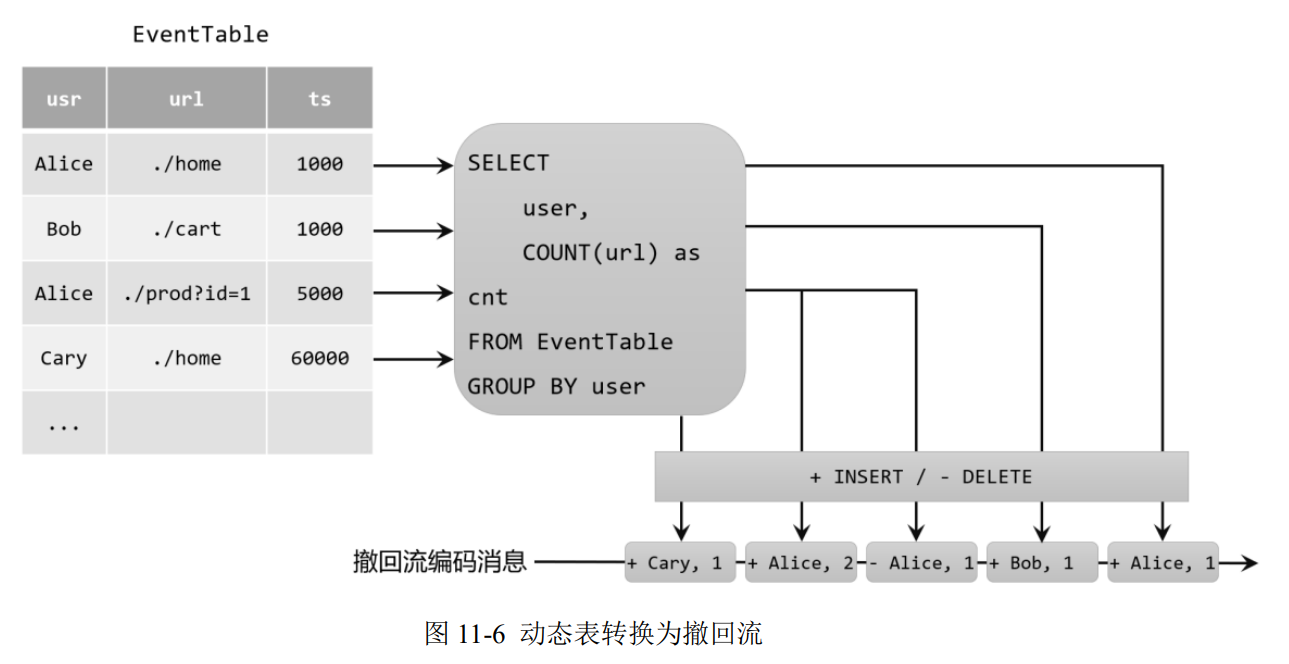 EventTable
usr url ts
Alice ./home 1000
Bob ./cart 1000
Alice ./prod?id=1 5000
Cary ./home 60000
...
SELECT
user,
COUNT(url) as
cnt
FROM EventTable
GROUP BY user
+ INSERT / - DELETE
撤回流编码消息 + Cary, 1 + Alice, 2 - Alice, 1 + Bob, 1 + Alice, 1
图 11-6 动态表转换为撤回流